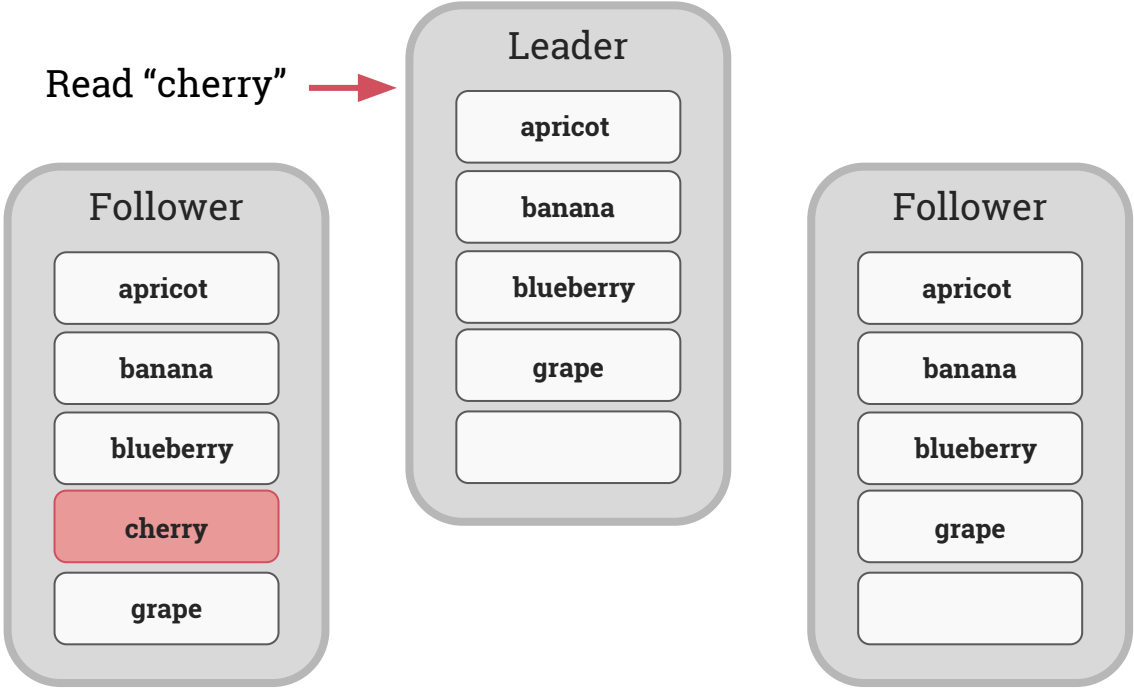 Read “cherry”
Leader
apricot
banana
blueberry
grape
Follower
apricot
banana
blueberry
cherry
grape
Follower
apricot
banana
blueberry
grape